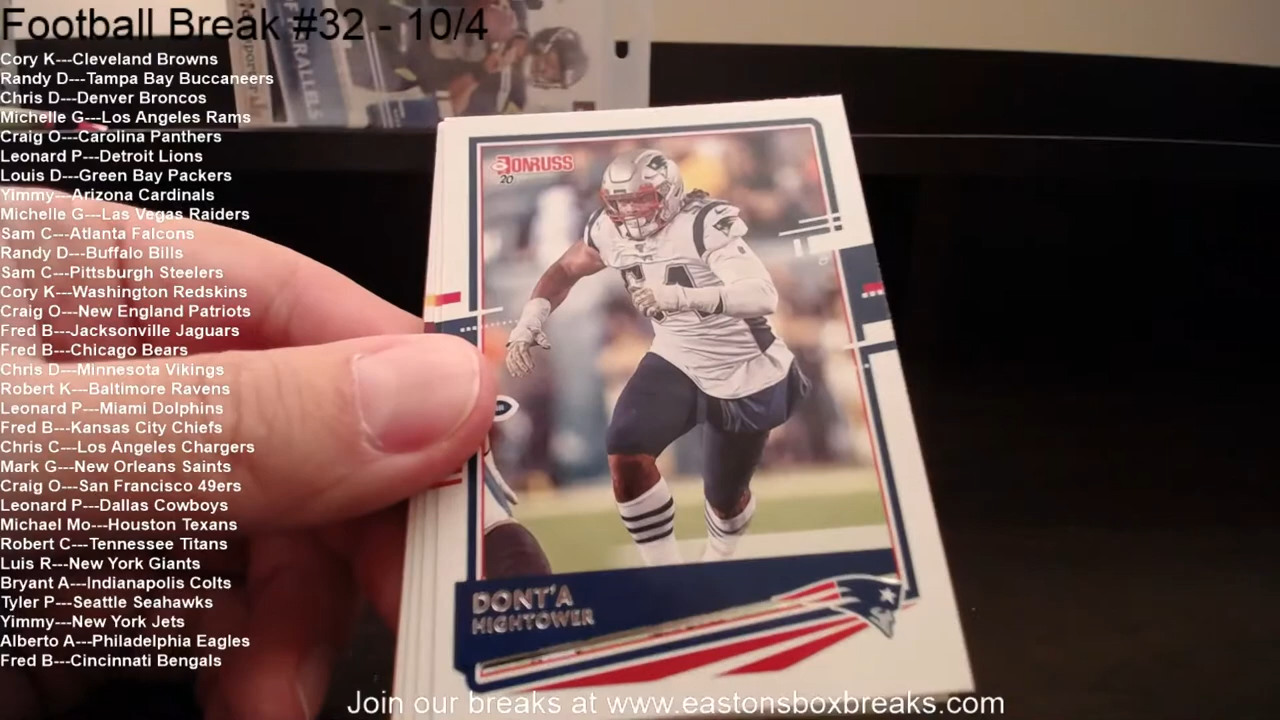 Football Break #32 - 10/4
Cory K---Cleveland Browns
Randy D---Tampa Bay Buccaneers
Chris D---Denver Broncos
Michelle G---Los Angeles Rams
Craig O---Carolina Panthers
Leonard P---Detroit Lions
Louis D---Green Bay Packers
Yimmy---Arizona Cardinals
Michelle G---Las Vegas Raiders
Sam C---Atlanta Falcons
Randy D---Buffalo Bills
Sam C---Pittsburgh Steelers
Cory K---Washington Redskins
Craig O---New England Patriots
Fred B---Jacksonville Jaguars
Fred B---Chicago Bears
Chris D---Minnesota Vikings
Robert K---Baltimore Ravens
Leonard P---Miami Dolphins
Fred B---Kansas City Chiefs
Chris C---Los Angeles Chargers
Mark G---New Orleans Saints
Craig O---San Francisco 49ers
Leonard P---Dallas Cowboys
Michael Mo---Houston Texans
Robert C---Tennessee Titans
Luis R---New York Giants
Bryant A---Indianapolis Colts
Tyler P---Seattle Seahawks
Yimmy---New York Jets
Alberto A---Philadelphia Eagles
Fred B---Cincinnati Bengals
DONRUSS
20
54
DONT'A
HIGHTOWER
Join our breaks at www.eastonsboxbreaks.com